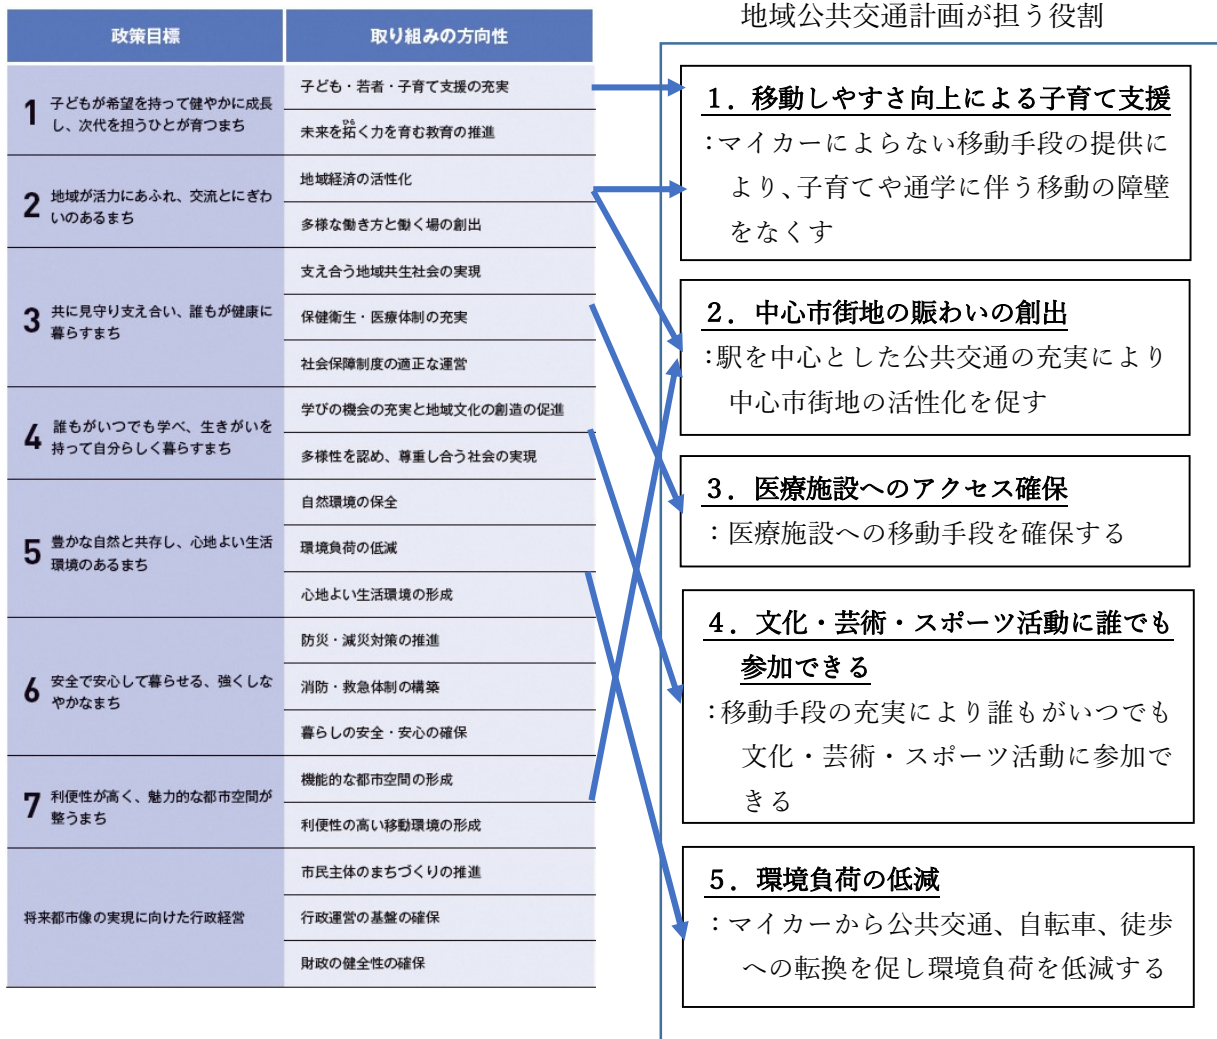 地域公共交通計画が担う役割
政策目標
取り組みの方向性
1
子どもが希望を持って健やかに成長
し、次代を担うひとが育つまち
子ども・若者・子育て支援の充実
ひら
未来を拓く力を育む教育の推進
2
地域が活力にあふれ、交流とにぎわ
いのあるまち
地域経済の活性化
多様な働き方と働く場の創出
3
共に見守り支え合い、誰もが健康に
暮らすまち
支え合う地域共生社会の実現
保健衛生・医療体制の充実
社会保障制度の適正な運営
4
誰もがいつでも学べ、生きがいを
持って自分らしく暮らすまち
学びの機会の充実と地域文化の創造の促進
多様性を認め、尊重し合う社会の実現
5
豊かな自然と共存し、心地よい生活
環境のあるまち
自然環境の保全
環境負荷の低減
心地よい生活環境の形成
6
安全で安心して暮らせる、強くしな
やかなまち
防災・減災対策の推進
消防・救急体制の構築
暮らしの安全・安心の確保
7
利便性が高く、魅力的な都市空間が
整うまち
機能的な都市空間の形成
利便性の高い移動環境の形成
将来都市像の実現に向けた行政経営
市民主体のまちづくりの推進
行政運営の基盤の確保
財政の健全性の確保
１．移動しやすさ向上による子育て支援
：マイカーによらない移動手段の提供に
より、子育てや通学に伴う移動の障壁
をなくす
２．中心市街地の賑わいの創出
：駅を中心とした公共交通の充実により
中心市街地の活性化を促す
３．医療施設へのアクセス確保
：医療施設への移動手段を確保する
４．文化・芸術・スポーツ活動に誰でも
参加できる
：移動手段の充実により誰もがいつでも
文化・芸術・スポーツ活動に参加で
きる
５．環境負荷の低減
：マイカーから公共交通、自転車、徒歩
への転換を促し環境負荷を低減する